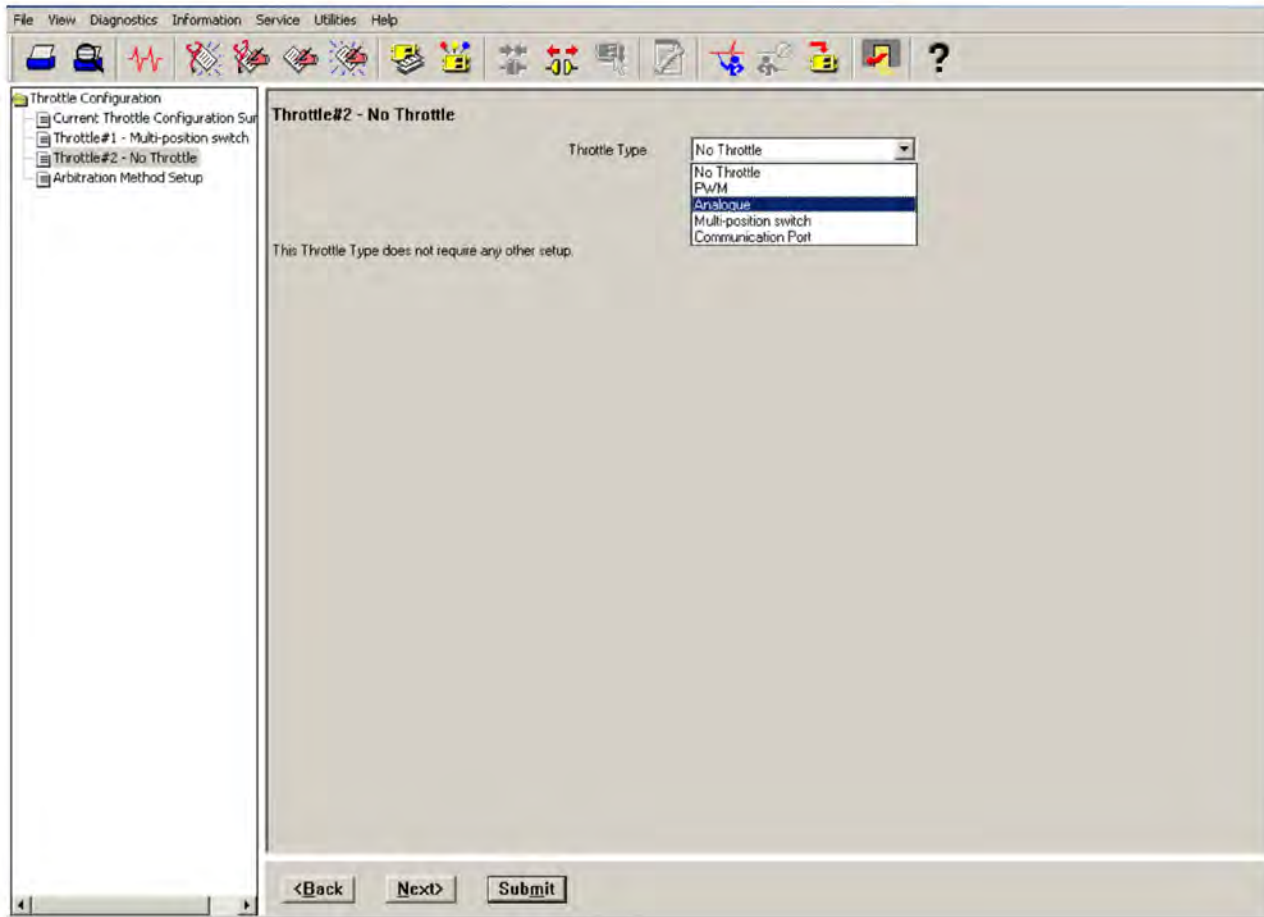 File View Diagnostics Information Service Utilities Help
?
Throttle Configuration
Current Throttle Configuration Sur
Throttle#1 - Multi-position switch
Throttle#2 - No Throttle
Arbitration Method Setup
Throttle#2 - No Throttle
Throttle Type No Throttle
No Throttle
PWM
Analogue
Multi-position switch
Communication Port
This Throttle Type does not require any other setup.
<Back Next> Submit